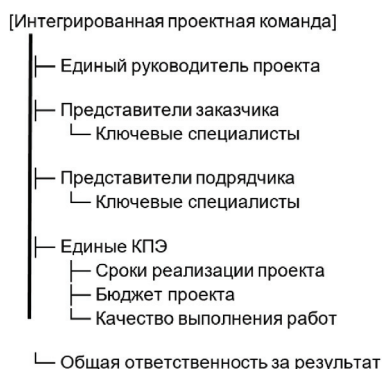 [Интегрированная проектная команда]
Единый руководитель проекта
Представители заказчика
Ключевые специалисты
Представители подрядчика
Ключевые специалисты
Единые КПЭ
Сроки реализации проекта
Бюджет проекта
Качество выполнения работ
Общая ответственность за результат